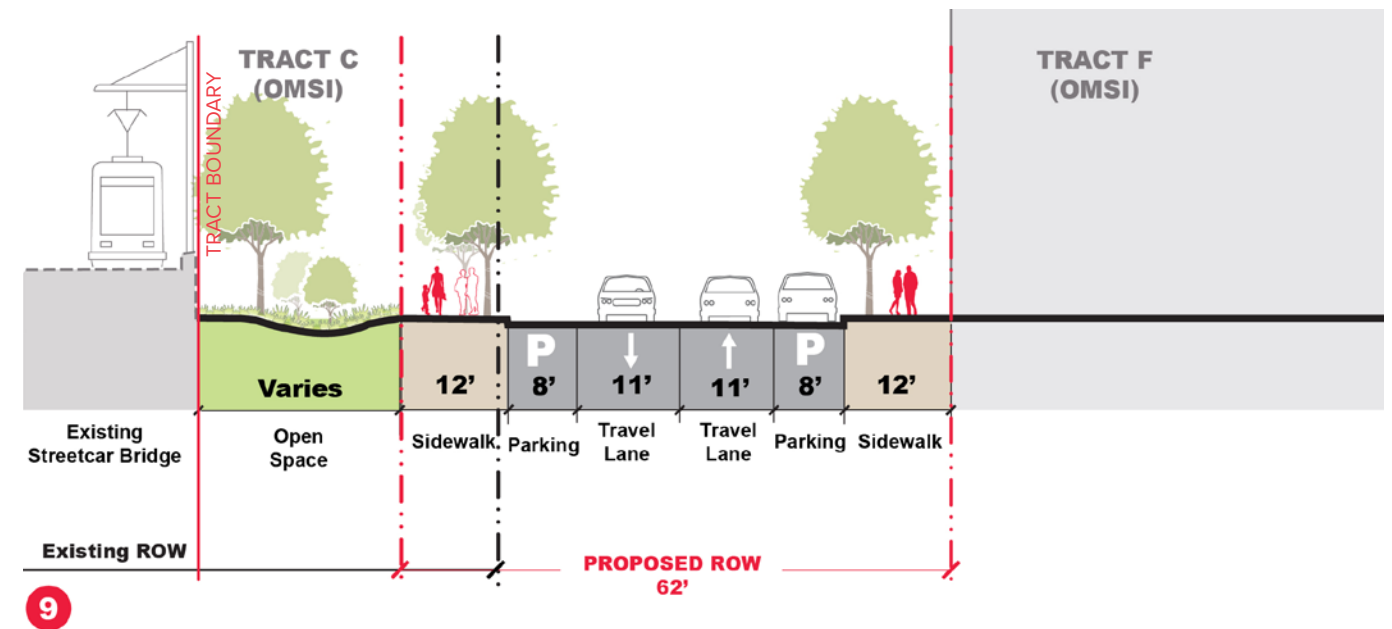 TRACT C
(OMSI)
TRACT F
(OMSI)
TRACT BOUNDARY
P
P
Varies
12’
8’
11’
11’
8’
12’
Existing
Streetcar Bridge
Open
Space
Sidewalk
Parking
Travel
Lane
Travel
Lane
Parking
Sidewalk
Existing ROW
PROPOSED ROW
62’
9